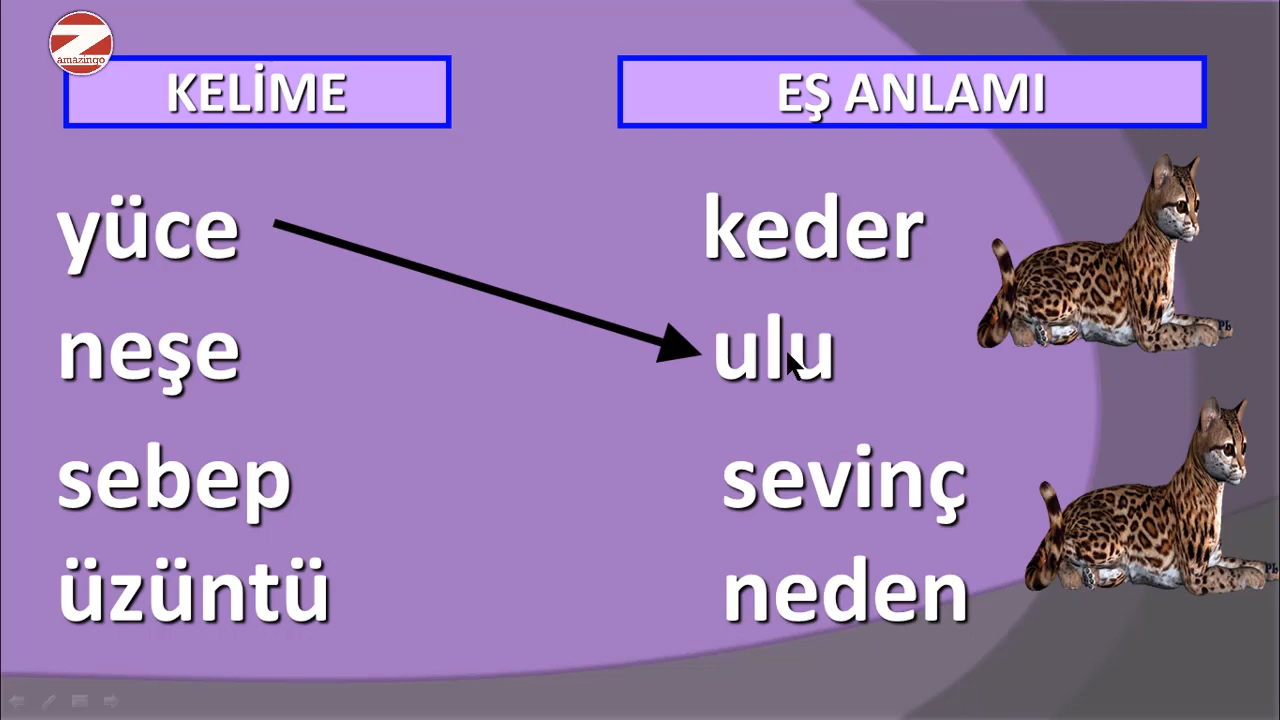 amazingo
KELİME
EŞ ANLAMI
yüce
keder
neşe
ulu
sebep
sevinç
üzüntü
neden